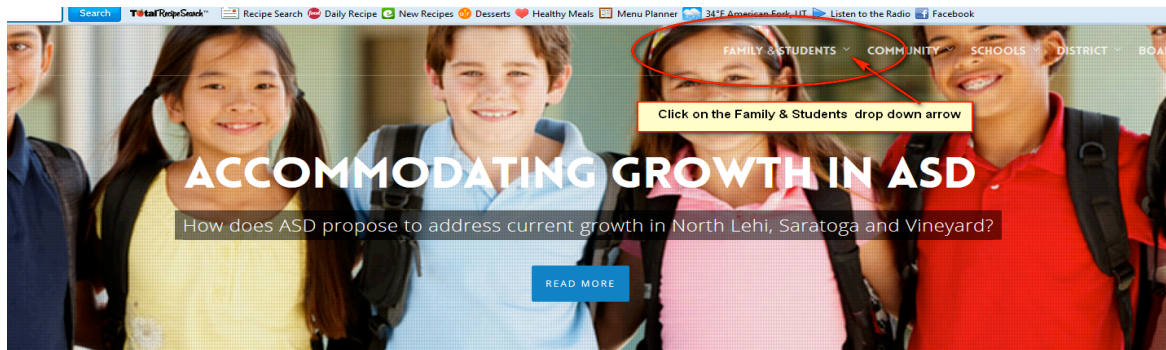 Search TotalRecipeSearch™ Recipe Search Daily Recipe New Recipes Desserts Healthy Meals Menu Planner 34°F American Fork, UT Listen to the Radio Facebook
FAMILY & STUDENTS COMMUNITY SCHOOLS DISTRICT BOA
Click on the Family & Students drop down arrow
ACCOMMODATING GROWTH IN ASD
How does ASD propose to address current growth in North Lehi, Saratoga and Vineyard?
READ MORE